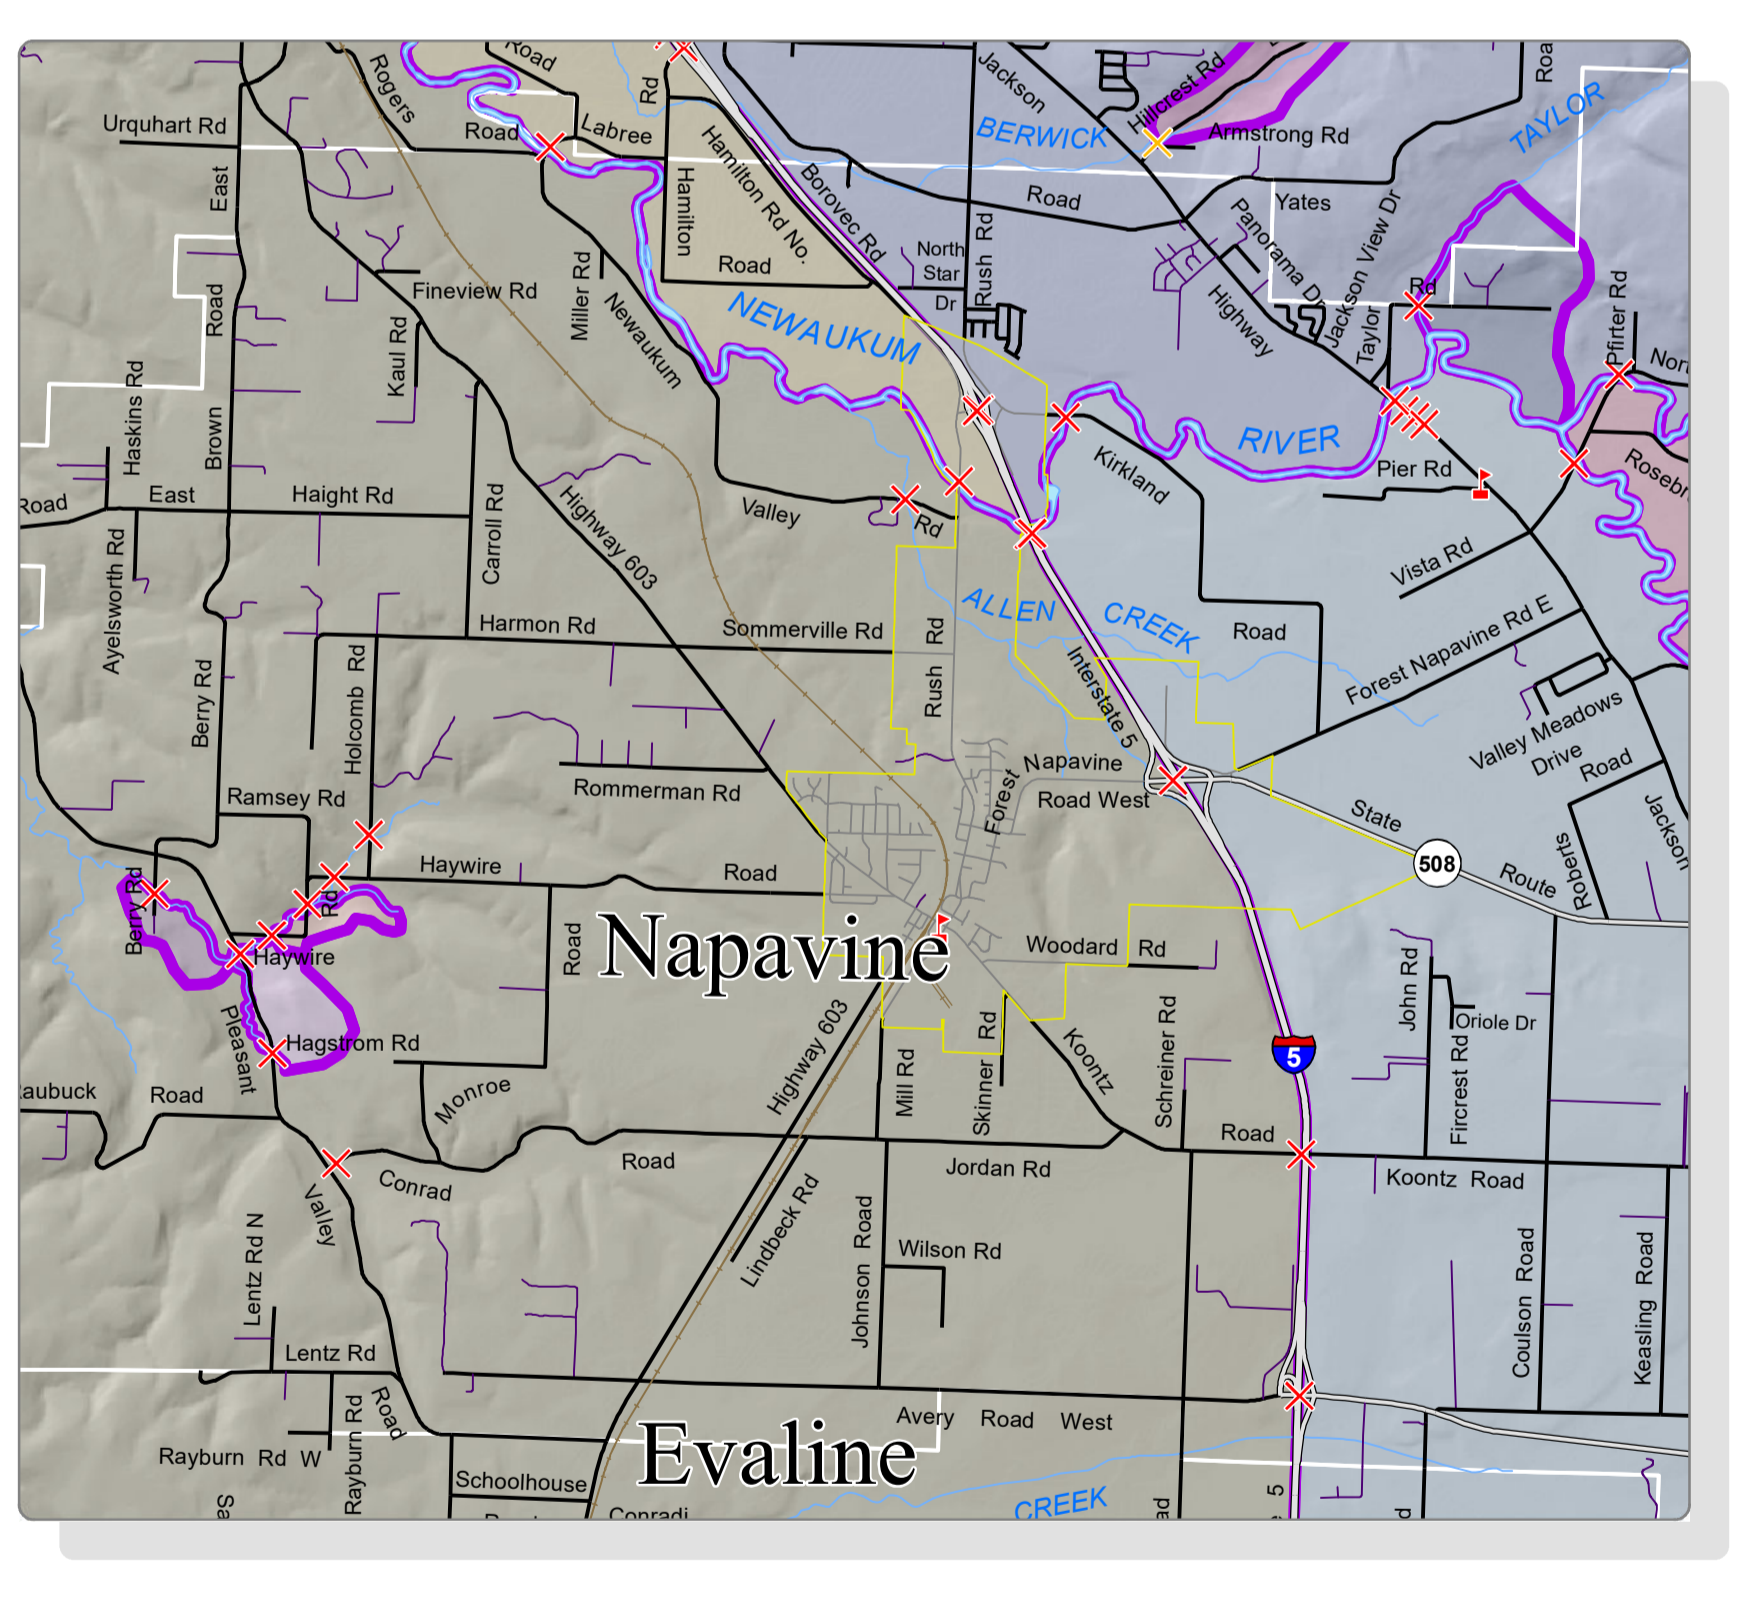 Road
Rogers
Rd
Jackson
Hillcrest Rd
TAYLOR
Urquhart Rd
Road
Labree
BERWICK
Armstrong Rd
East
Hamilton
Hamilton Rd No.
Borovec Rd
Road
Yates
Panorama Dr
Jackson View Dr
Rush Rd
North
Star
Dr
Road
Fineview Rd
Miller Rd
Newaukum
NEWAUKUM
Highway
Taylor
Rd
Pfirter Rd
Road
Kaul Rd
Haskins Rd
Brown
RIVER
Kirkland
Pier Rd
Road
East
Haight Rd
Carroll Rd
Highway 603
Valley
Rd
Ayelsworth Rd
Vista Rd
ALLEN
CREEK
Harmon Rd
Sommerville Rd
Rush Rd
Road
Forest Napavine Rd E
Berry Rd
Holcomb Rd
Interstate 5
Valley Meadows
Drive
Road
Napavine
Road West
Forest
Ramsey Rd
Rommerman Rd
State
508
Route
Roberts
Jackson
Haywire
Road
Berry Rd
Rd
Napavine
Haywire
Road
Woodard Rd
John Rd
Oriole Dr
Pleasant
Hagstrom Rd
Highway 603
Mill Rd
Skinner Rd
Koontz
Schreiner Rd
5
Fircrest Rd
Road
Monroe
Road
Conrad
Road
Jordan Rd
Koontz Road
Valley
Lentz Rd N
Lindbeck Rd
Johnson Road
Wilson Rd
Coulson Road
Keasling Road
Lentz Rd
Road
Rayburn Rd
Rayburn Rd W
Avery Road West
Evaline
Schoolhouse
CREEK
5
Conradi